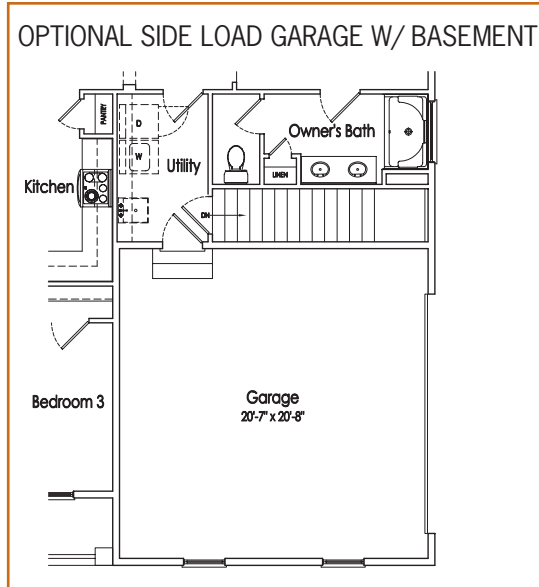 OPTIONAL SIDE LOAD GARAGE W/ BASEMENT
PANTRY
D
Owner's Bath
W
Utility
Kitchen
LINEN
DN
Bedroom 3
Garage
20'-7" x 20'-8"